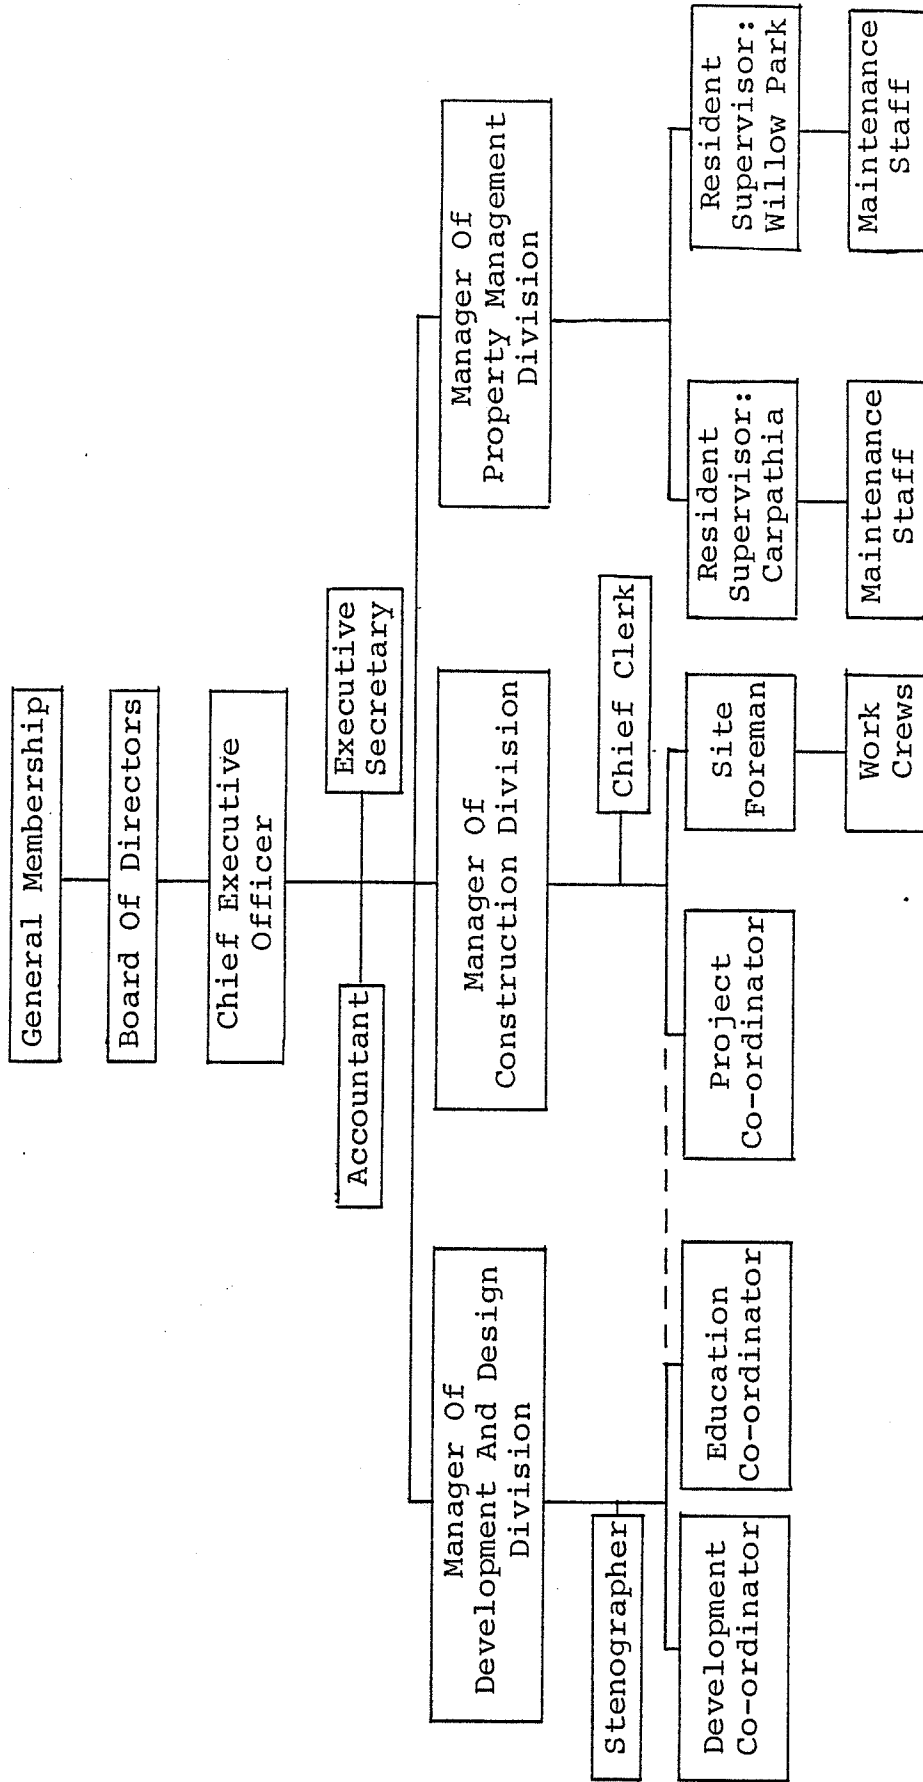 General Membership
Board Of Directors
Chief Executive
Officer
Accountant
Executive
Secretary
Manager Of
Development And Design
Division
Manager Of
Construction Division
Manager Of
Property Management
Division
Stenographer
Chief Clerk
Development
Co-ordinator
Education
Co-ordinator
Project
Co-ordinator
Site
Foreman
Resident
Supervisor:
Carpathia
Resident
Supervisor:
Willow Park
Work
Crews
Maintenance
Staff
Maintenance
Staff